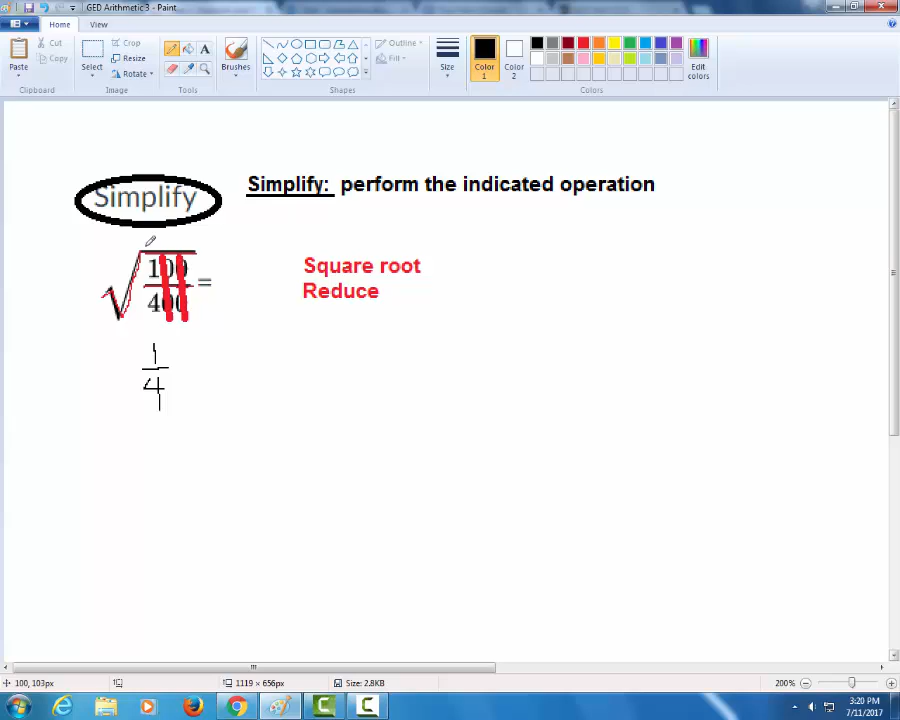 GED Arithmetic 3 - Paint
Home View
Paste Cut Copy Select Crop Resize Rotate Brushes Outline Fill Size Color 1 Color 2 Edit colors
Clipboard Image Tools Shapes Colors
Simplify
Simplify: perform the indicated operation
√100/400 =
Square root
Reduce
1
4
100, 103px 1119 × 656px Size: 2.8KB 200%
3:20 PM
7/11/2017